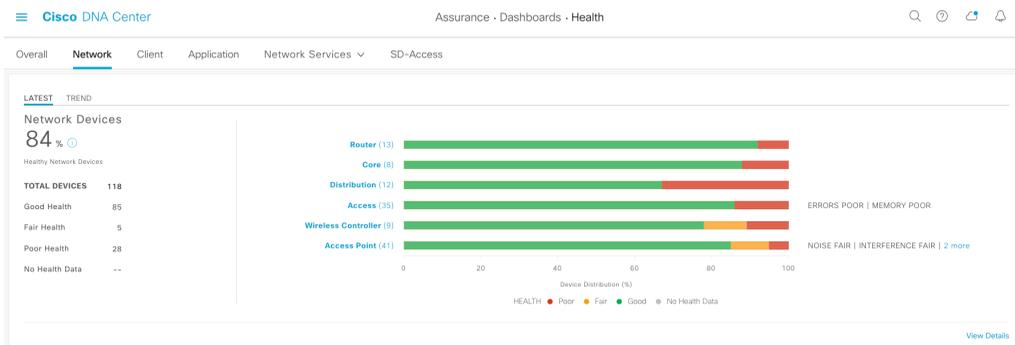 Cisco DNA Center
Assurance · Dashboards · Health
Overall Network Client Application Network Services SD-Access
LATEST TREND
Network Devices
84 %
Healthy Network Devices
TOTAL DEVICES 118
Good Health 85
Fair Health 5
Poor Health 28
No Health Data --
Router (13)
Core (8)
Distribution (12)
Access (35) ERRORS POOR | MEMORY POOR
Wireless Controller (9)
Access Point (41) NOISE FAIR | INTERFERENCE FAIR | 2 more
0 20 40 60 80 100
Device Distribution (%)
HEALTH Poor Fair Good No Health Data
View Details